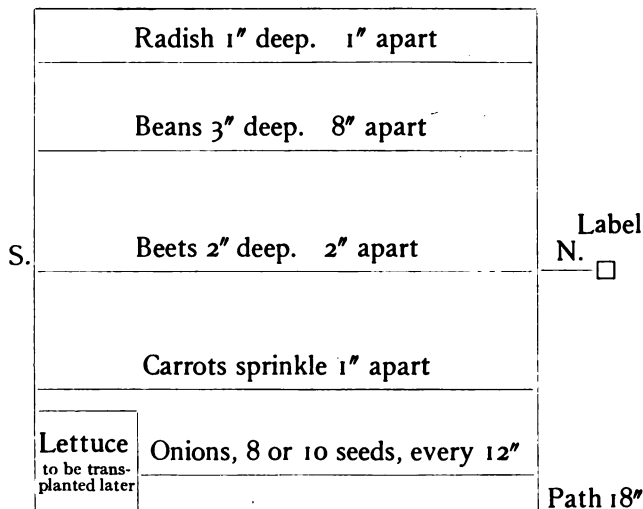 Radish 1″ deep. 1″ apart
Beans 3″ deep. 8″ apart
Label
S. Beets 2″ deep. 2″ apart N.
Carrots sprinkle 1″ apart
Lettuce
to be trans-
planted later
Onions, 8 or 10 seeds, every 12″
Path 18″